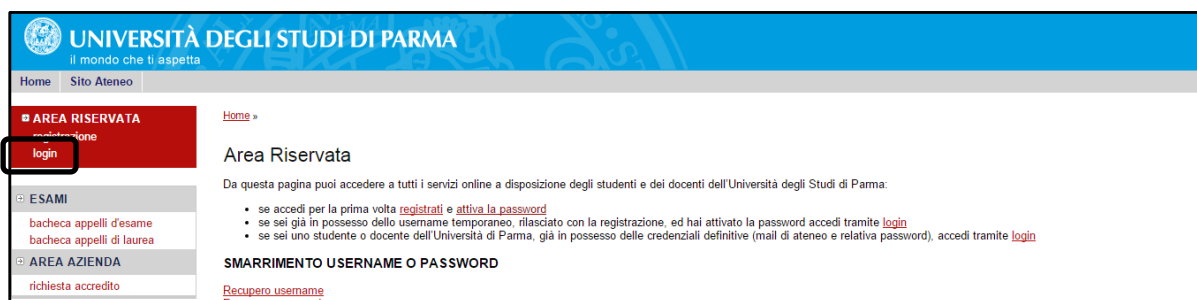 UNIVERSITÀ DEGLI STUDI DI PARMA
il mondo che ti aspetta
Home Sito Ateneo
AREA RISERVATA
registrazione
login
ESAMI
bacheca appelli d'esame
bacheca appelli di laurea
AREA AZIENDA
richiesta accredito
Home »
Area Riservata
Da questa pagina puoi accedere a tutti i servizi online a disposizione degli studenti e dei docenti dell'Università degli Studi di Parma:
se accedi per la prima volta registrati e attiva la password
se sei già in possesso dello username temporaneo, rilasciato con la registrazione, ed hai attivato la password accedi tramite login
se sei uno studente o docente dell'Università di Parma, già in possesso delle credenziali definitive (mail di ateneo e relativa password), accedi tramite login
SMARRIMENTO USERNAME O PASSWORD
Recupero username